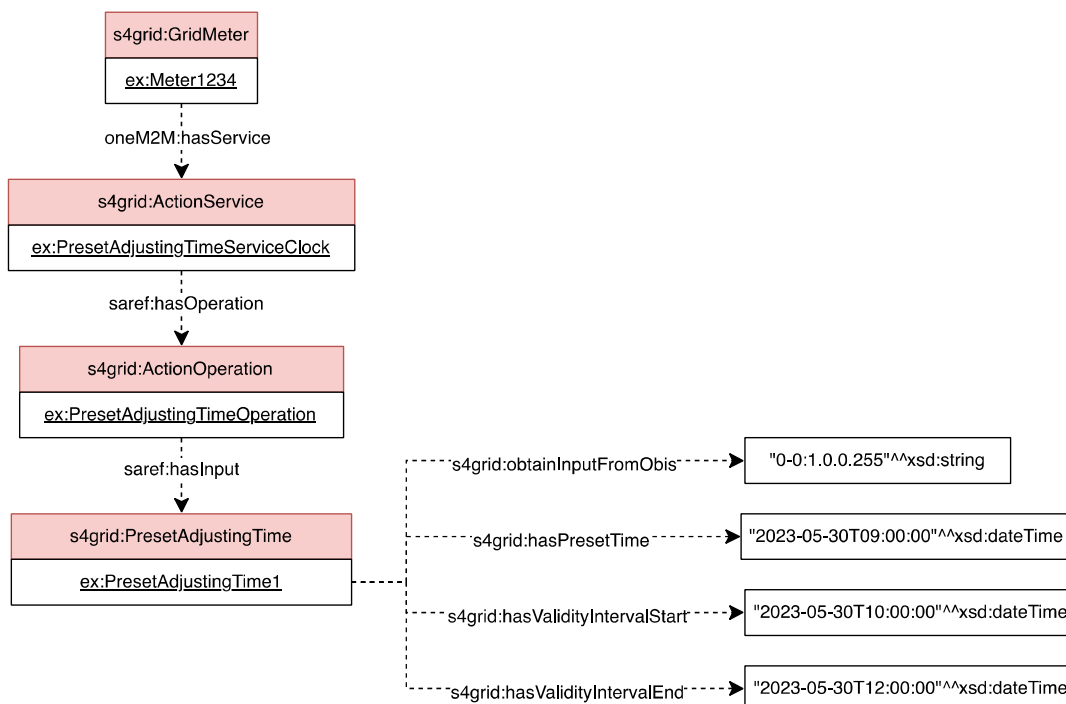 s4grid:GridMeter
ex:Meter1234
oneM2M:hasService
s4grid:ActionService
ex:PresetAdjustingTimeServiceClock
saref:hasOperation
s4grid:ActionOperation
ex:PresetAdjustingTimeOperation
saref:hasInput
s4grid:PresetAdjustingTime
ex:PresetAdjustingTime1
s4grid:obtainInputFromObis
"0-0:1.0.0.255"^^xsd:string
s4grid:hasPresetTime
"2023-05-30T09:00:00"^^xsd:dateTime
s4grid:hasValidityIntervalStart
"2023-05-30T10:00:00"^^xsd:dateTime
s4grid:hasValidityIntervalEnd
"2023-05-30T12:00:00"^^xsd:dateTime